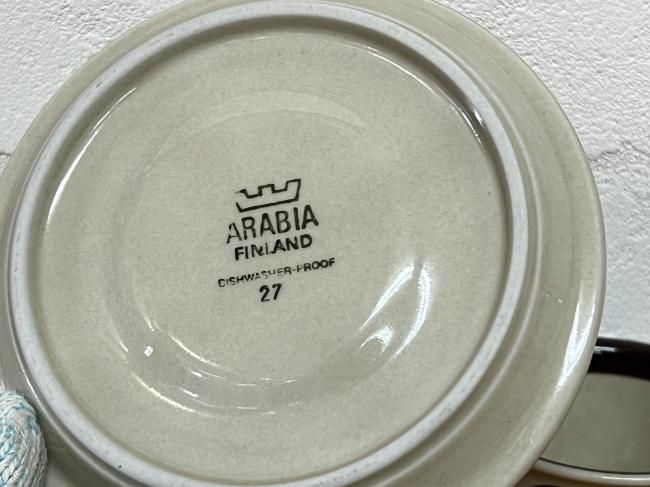 ARABIA
FINLAND
DISHWASHER-PROOF
27